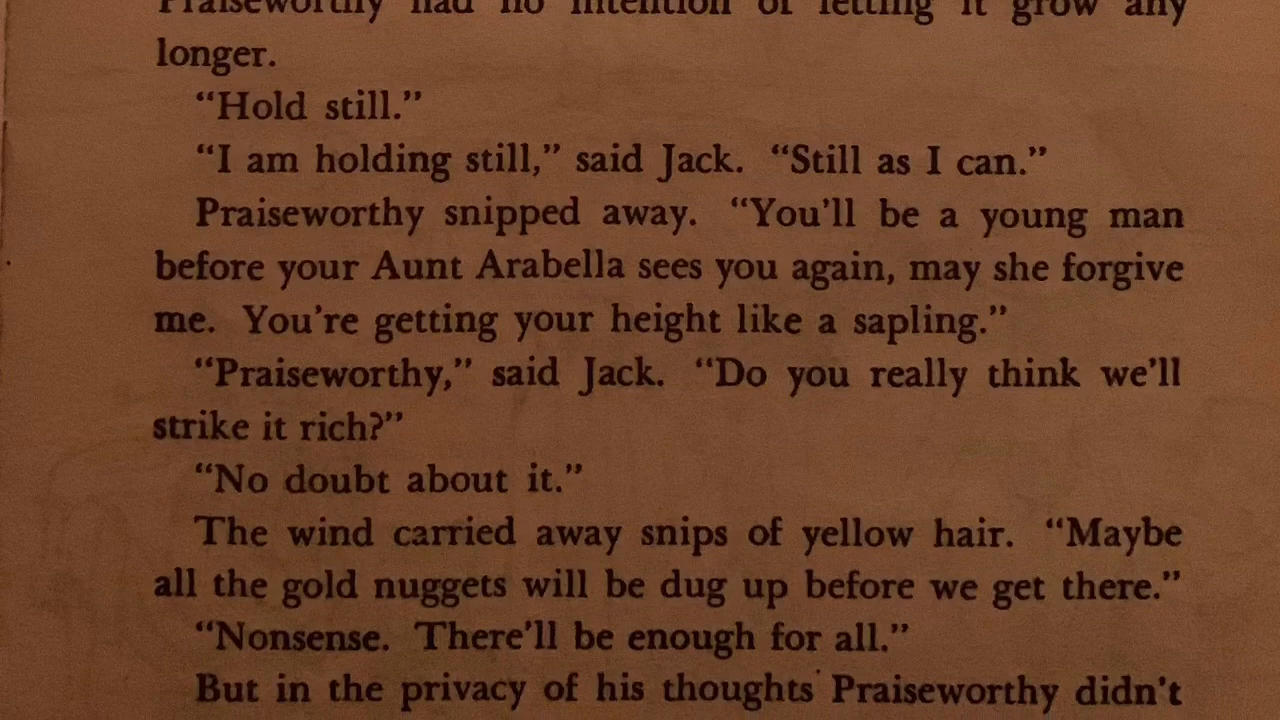 Praiseworthy had no intention of letting it grow any
longer.
“Hold still.”
“I am holding still,” said Jack. “Still as I can.”
Praiseworthy snipped away. “You'll be a young man
before your Aunt Arabella sees you again, may she forgive
me. You're getting your height like a sapling.”
“Praiseworthy,” said Jack. “Do you really think we'll
strike it rich?”
“No doubt about it.”
The wind carried away snips of yellow hair. “Maybe
all the gold nuggets will be dug up before we get there.”
“Nonsense. There'll be enough for all.”
But in the privacy of his thoughts Praiseworthy didn't